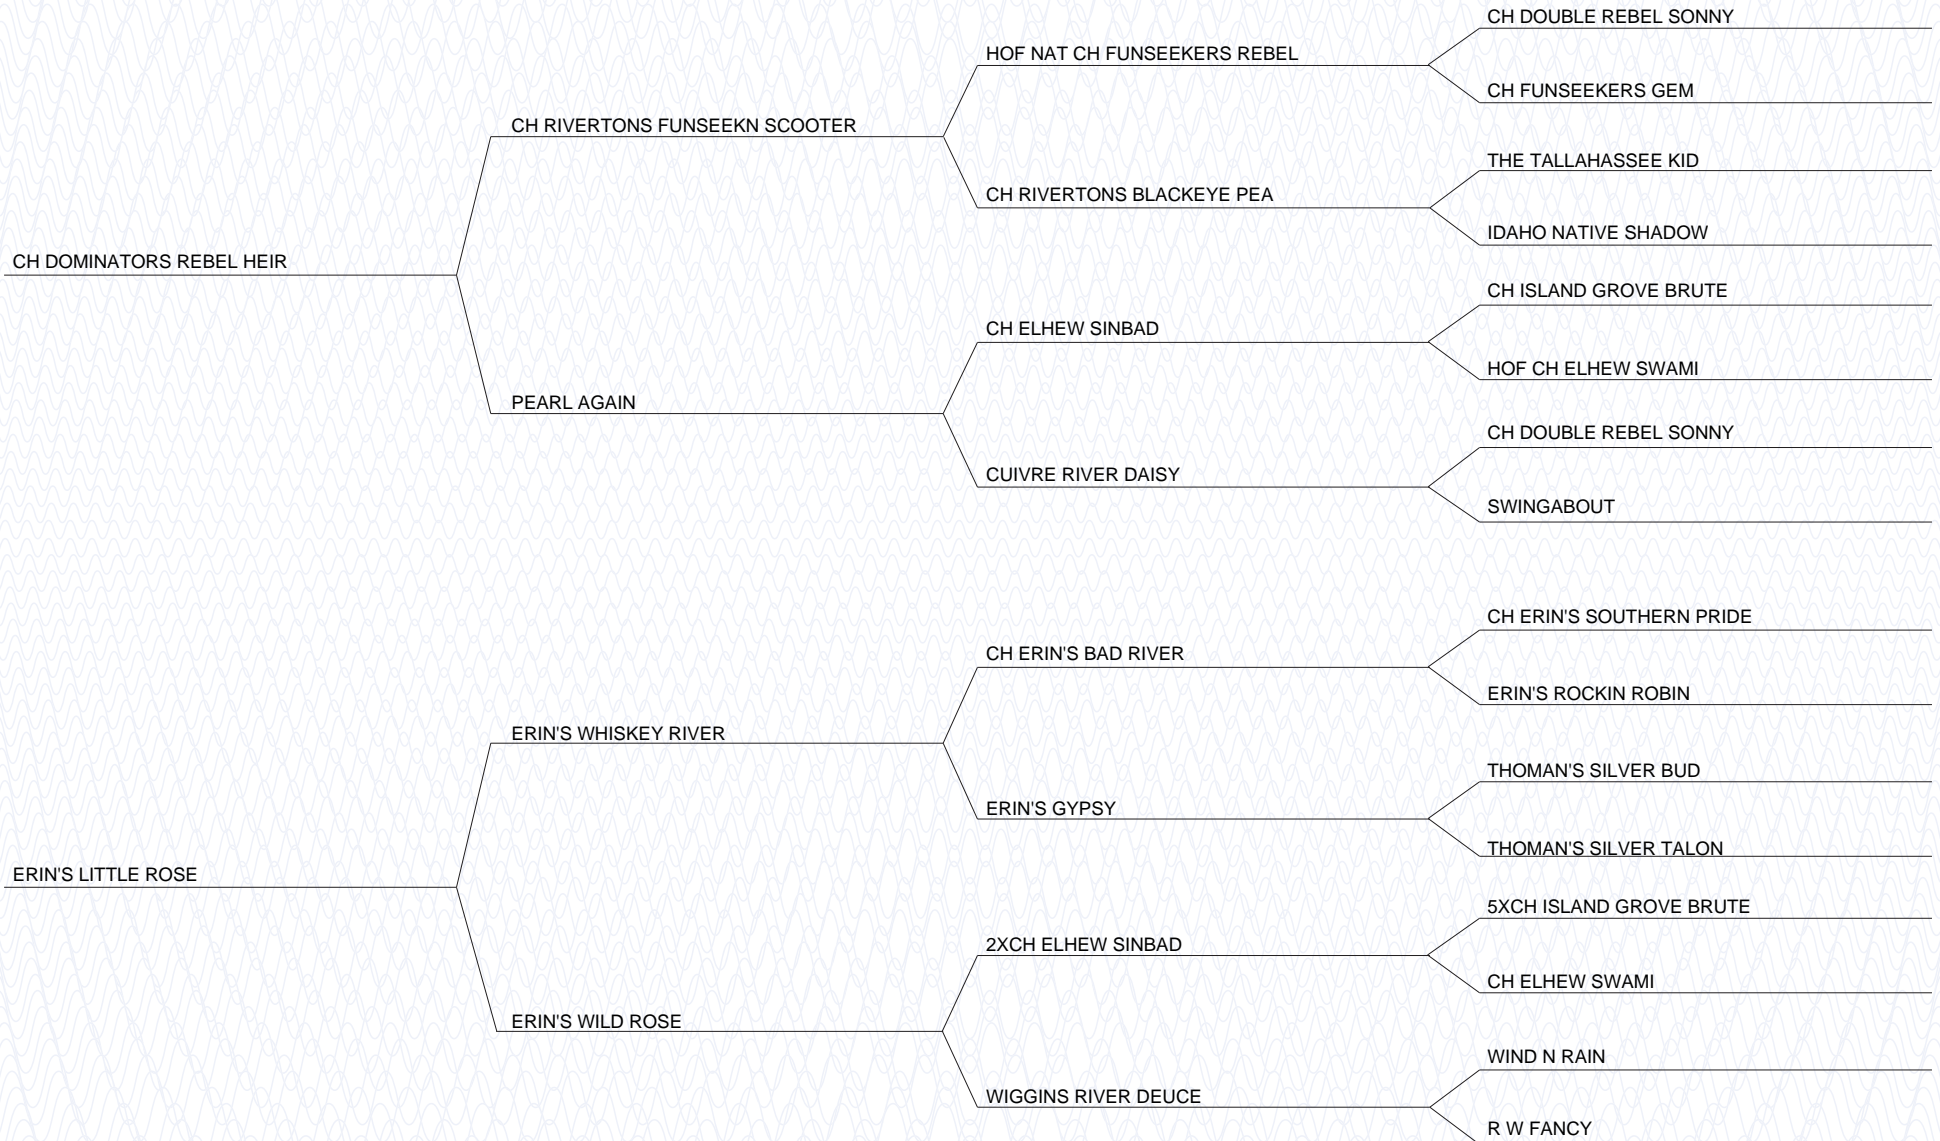 CH DOUBLE REBEL SONNY
HOF NAT CH FUNSEEKERS REBEL
CH FUNSEEKERS GEM
CH RIVERTONS FUNSEEKN SCOOTER
THE TALLAHASSEE KID
CH RIVERTONS BLACKEYE PEA
IDAHO NATIVE SHADOW
CH DOMINATORS REBEL HEIR
CH ISLAND GROVE BRUTE
CH ELHEW SINBAD
HOF CH ELHEW SWAMI
PEARL AGAIN
CH DOUBLE REBEL SONNY
CUIVRE RIVER DAISY
SWINGABOUT
CH ERIN'S SOUTHERN PRIDE
CH ERIN'S BAD RIVER
ERIN'S ROCKIN ROBIN
ERIN'S WHISKEY RIVER
THOMAN'S SILVER BUD
ERIN'S GYPSY
THOMAN'S SILVER TALON
ERIN'S LITTLE ROSE
5XCH ISLAND GROVE BRUTE
2XCH ELHEW SINBAD
CH ELHEW SWAMI
ERIN'S WILD ROSE
WIND N RAIN
WIGGINS RIVER DEUCE
R W FANCY